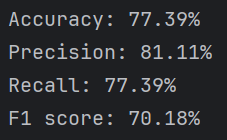 Accuracy: 77.39%
Precision: 81.11%
Recall: 77.39%
F1 score: 70.18%